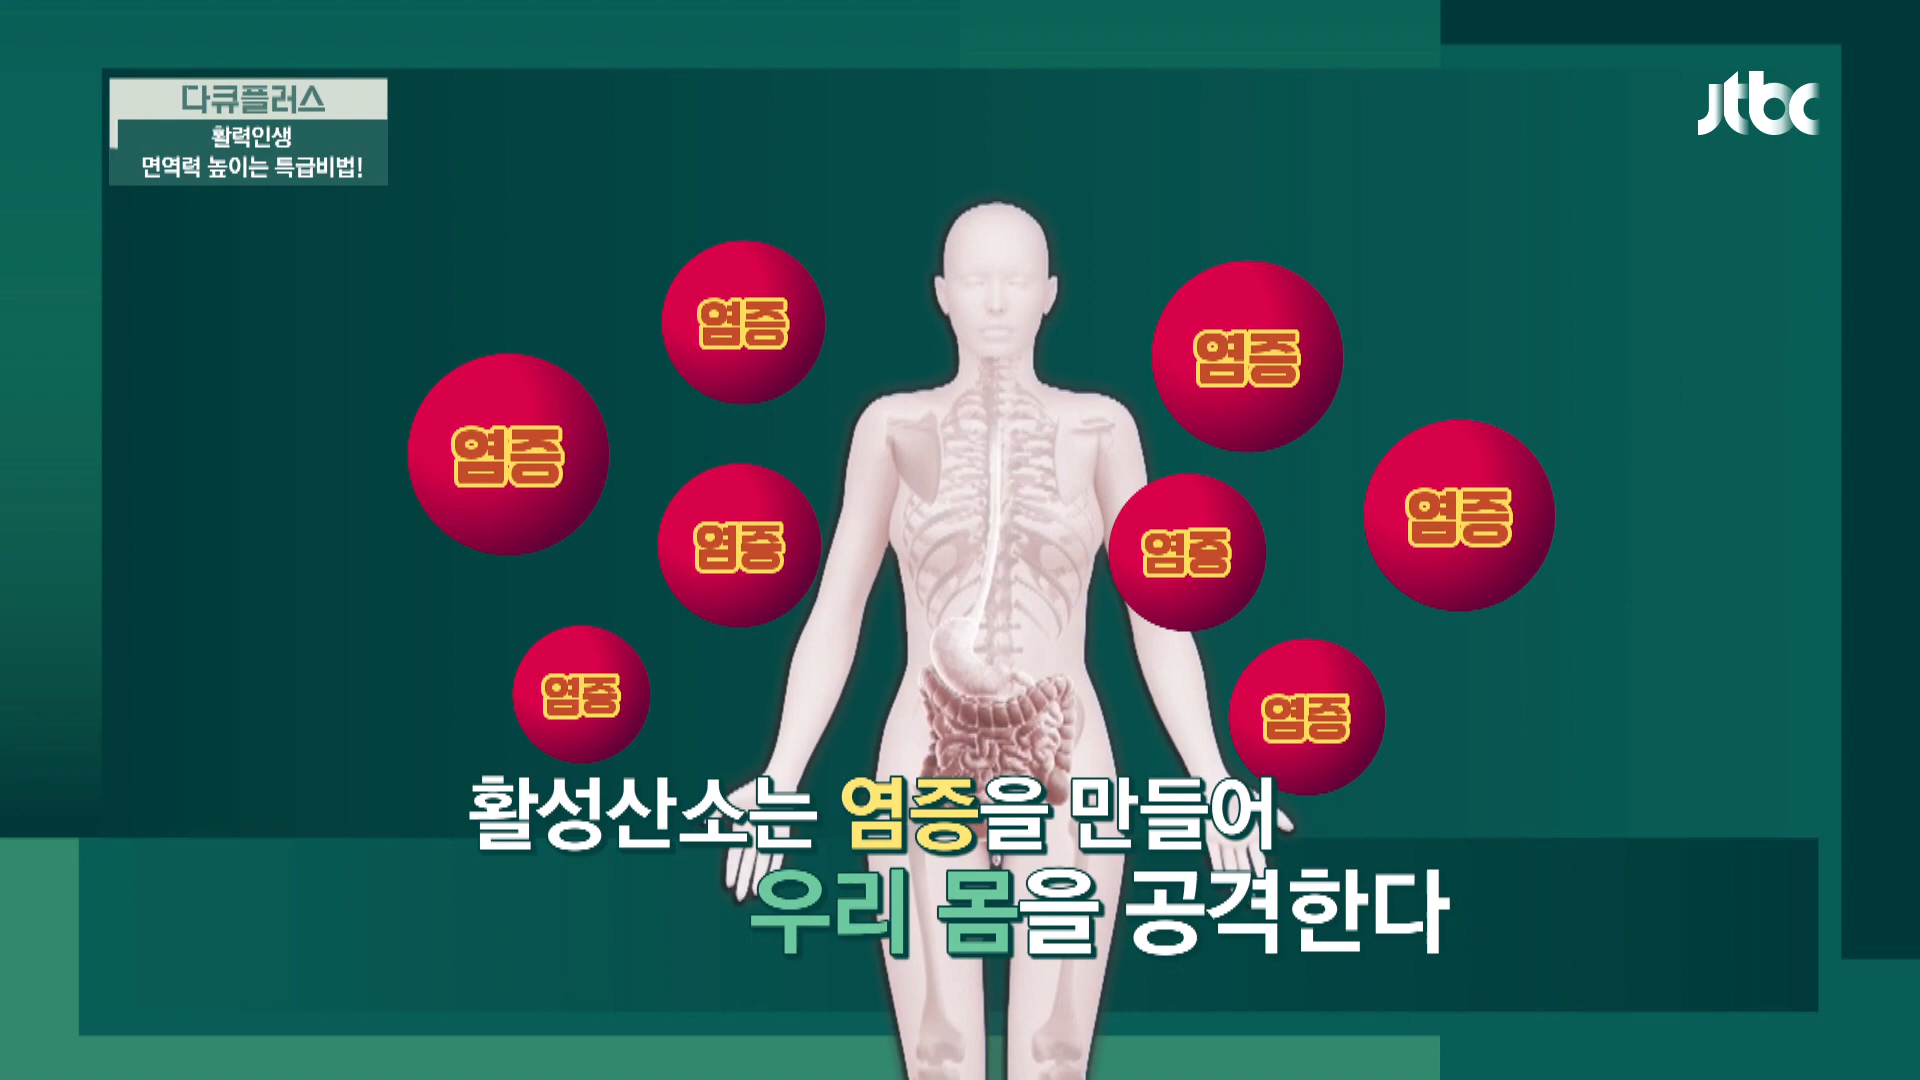 다큐플러스
활력인생
면역력 높이는 특급비법!
jtbc
염증
염증
염증
염증
염증
염증
염증
염증
활성산소는 염증을 만들어
우리 몸을 공격한다